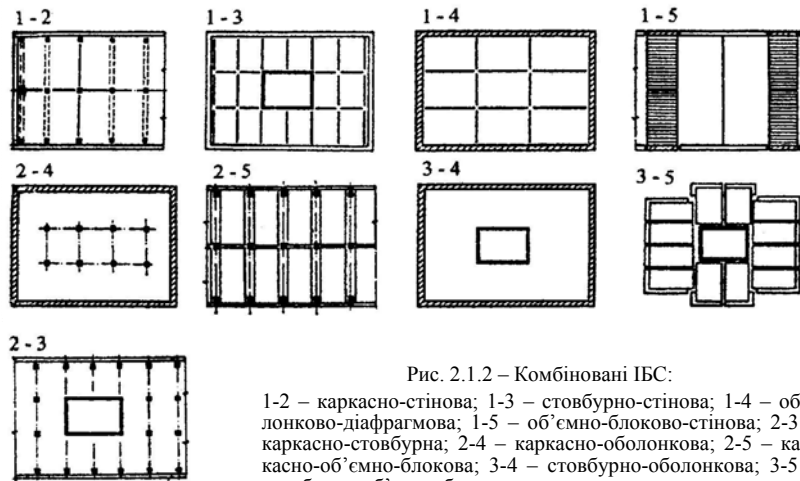 1 - 2
1 - 3
1 - 4
1 - 5
2 - 4
2 - 5
3 - 4
3 - 5
2 - 3
Рис. 2.1.2 – Комбіновані ІБС:
1-2 – каркасно-стінова; 1-3 – стовбурно-стінова; 1-4 – об
лонково-діафрагмова; 1-5 – об’ємно-блоково-стінова; 2-3
каркасно-стовбурна; 2-4 – каркасно-оболонкова; 2-5 – ка
касно-об’ємно-блокова; 3-4 – стовбурно-оболонкова; 3-5